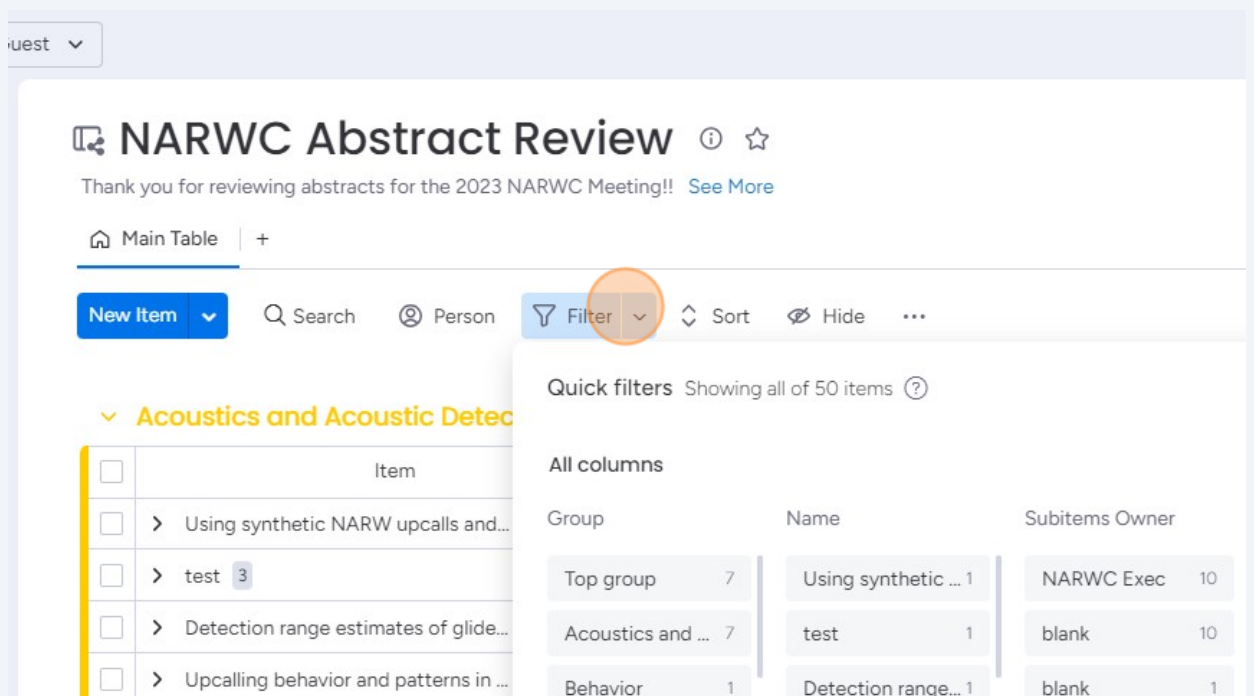 uest
NARWC Abstract Review
Thank you for reviewing abstracts for the 2023 NARWC Meeting!! See More
Main Table +
New Item Search Person Filter Sort Hide ...
Quick filters Showing all of 50 items ?
Acoustics and Acoustic Detec
All columns
Item
Group Name Subitems Owner
Using synthetic NARW upcalls and...
test 3
Detection range estimates of glide...
Upcalling behavior and patterns in ...
Top group 7 Using synthetic ... 1 NARWC Exec 10
Acoustics and ... 7 test 1 blank 10
Behavior 1 Detection range... 1 blank 1